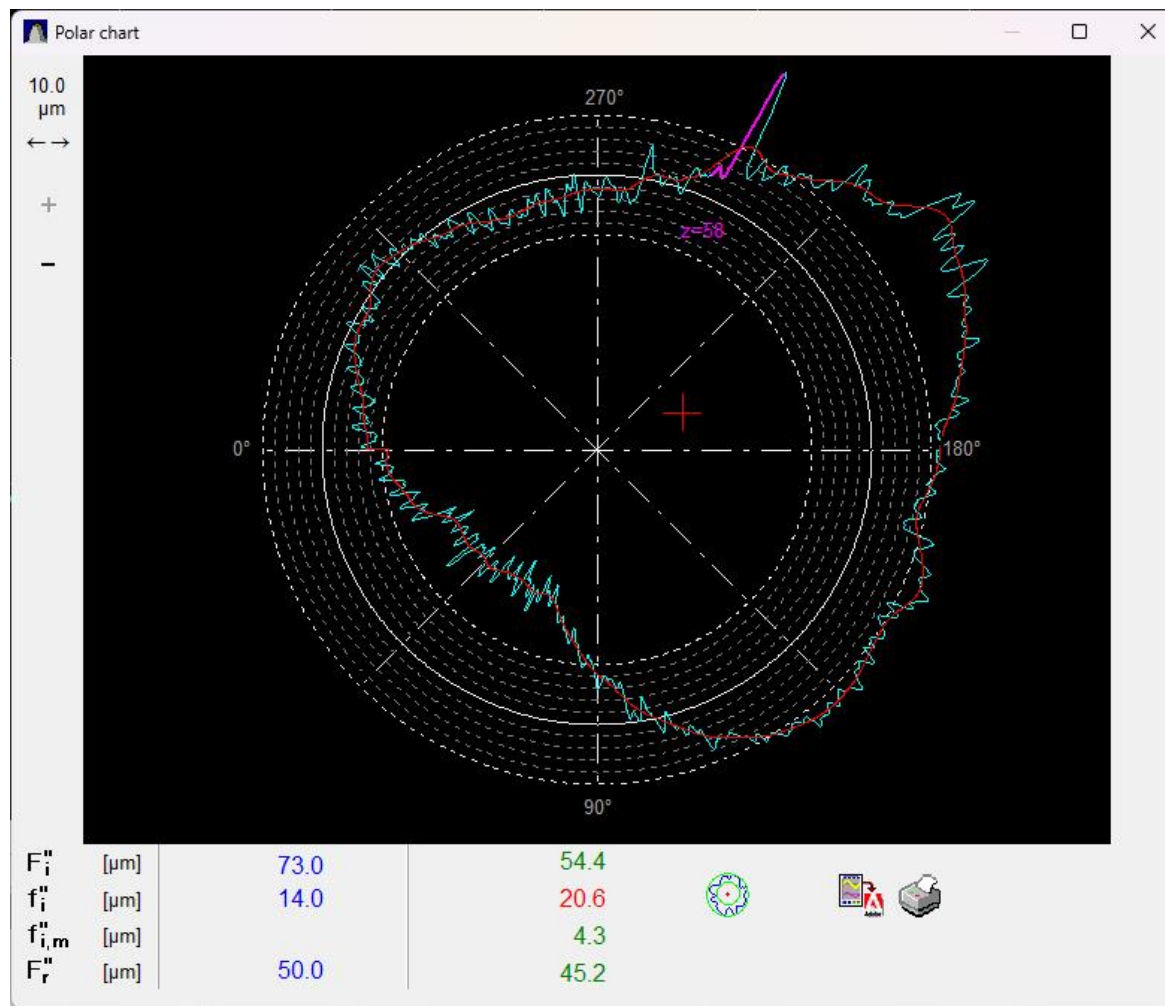 Polar chart
10.0
µm
←→
+
-
270°
z=58
0°
180°
90°
F"i [µm] 73.0 54.4
f"i [µm] 14.0 20.6
f"i,m [µm] 4.3
F"r [µm] 50.0 45.2